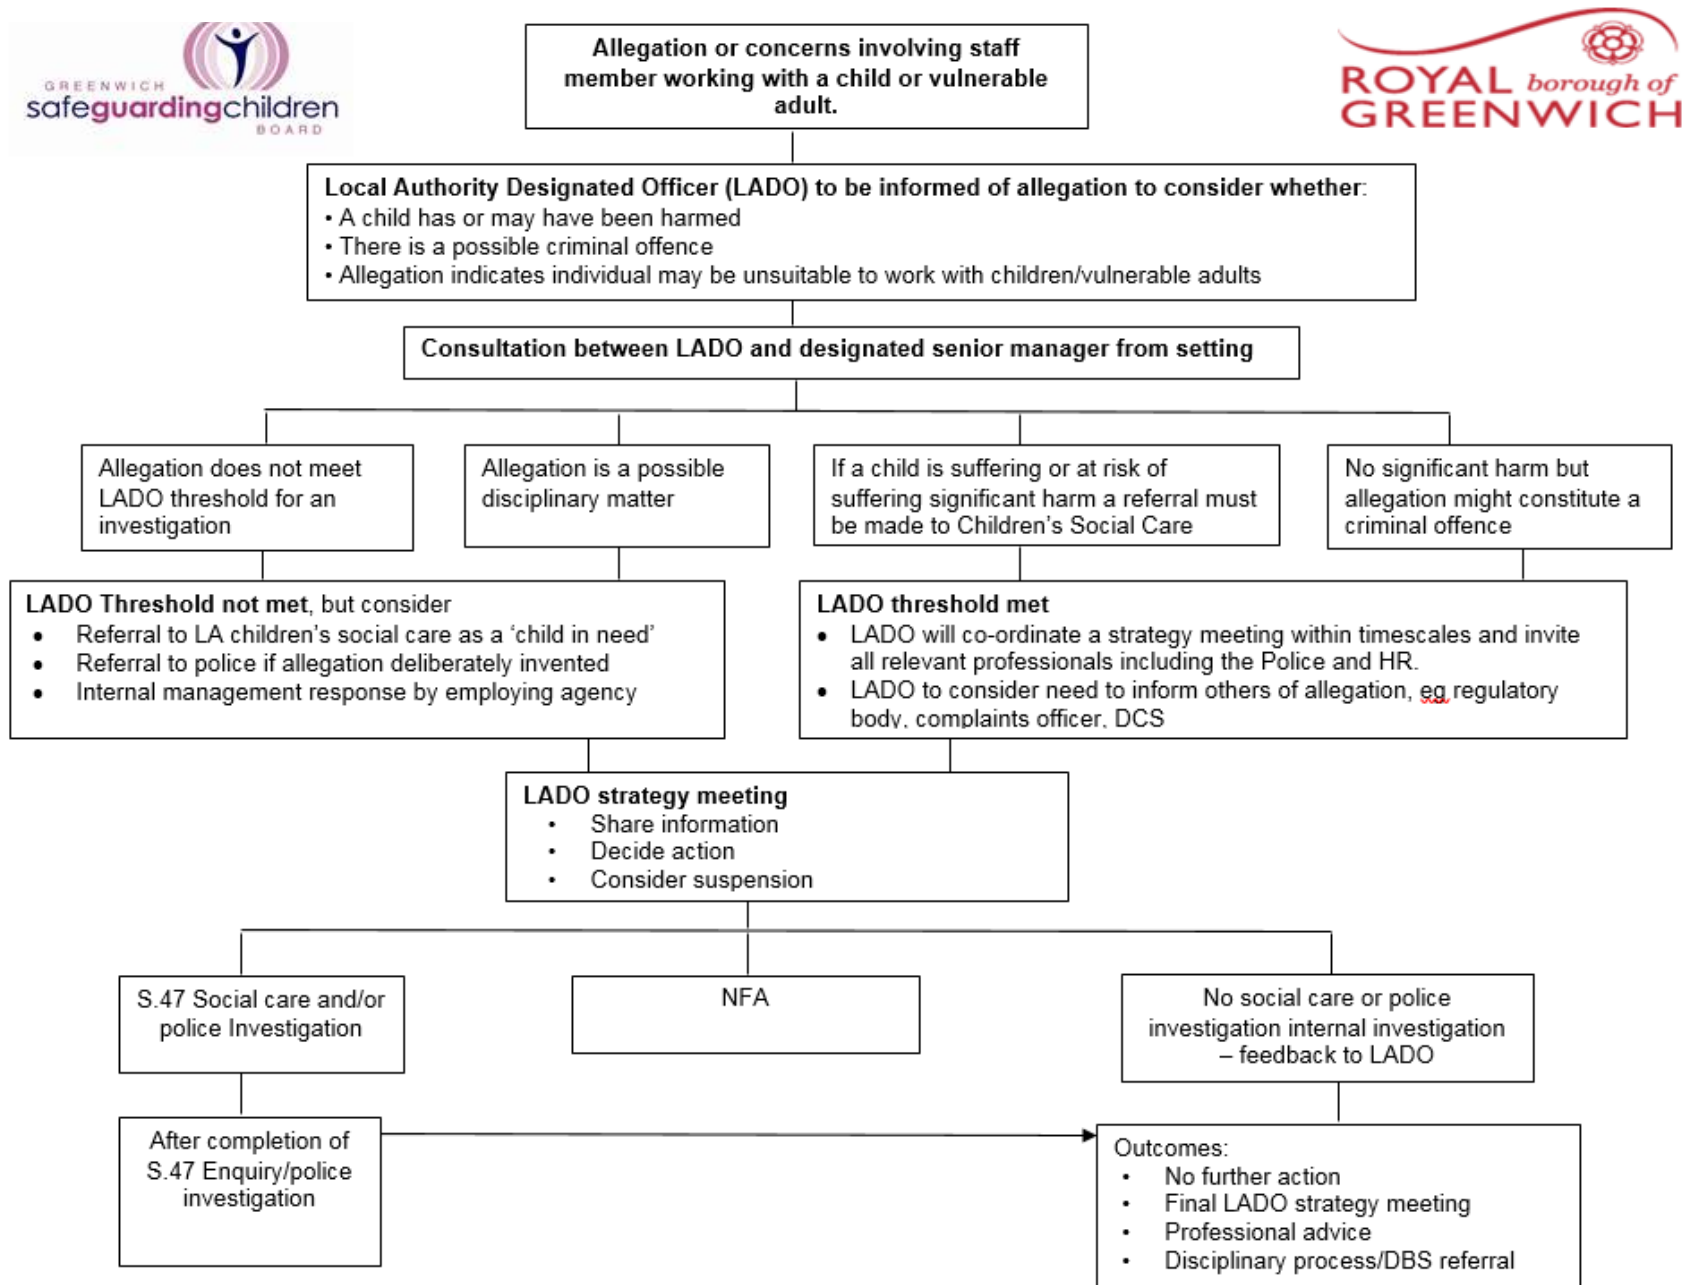 GREENWICH
safeguardingchildren
BOARD
Allegation or concerns involving staff
member working with a child or vulnerable
adult.
ROYAL borough of
GREENWICH
Local Authority Designated Officer (LADO) to be informed of allegation to consider whether:
• A child has or may have been harmed
• There is a possible criminal offence
• Allegation indicates individual may be unsuitable to work with children/vulnerable adults
Consultation between LADO and designated senior manager from setting
Allegation does not meet
LADO threshold for an
investigation
Allegation is a possible
disciplinary matter
If a child is suffering or at risk of
suffering significant harm a referral must
be made to Children’s Social Care
No significant harm but
allegation might constitute a
criminal offence
LADO Threshold not met, but consider
• Referral to LA children’s social care as a ‘child in need’
• Referral to police if allegation deliberately invented
• Internal management response by employing agency
LADO threshold met
• LADO will co-ordinate a strategy meeting within timescales and invite
all relevant professionals including the Police and HR.
• LADO to consider need to inform others of allegation, eg regulatory
body, complaints officer, DCS
LADO strategy meeting
• Share information
• Decide action
• Consider suspension
S.47 Social care and/or
police Investigation
NFA
No social care or police
investigation internal investigation
– feedback to LADO
After completion of
S.47 Enquiry/police
investigation
Outcomes:
• No further action
• Final LADO strategy meeting
• Professional advice
• Disciplinary process/DBS referral